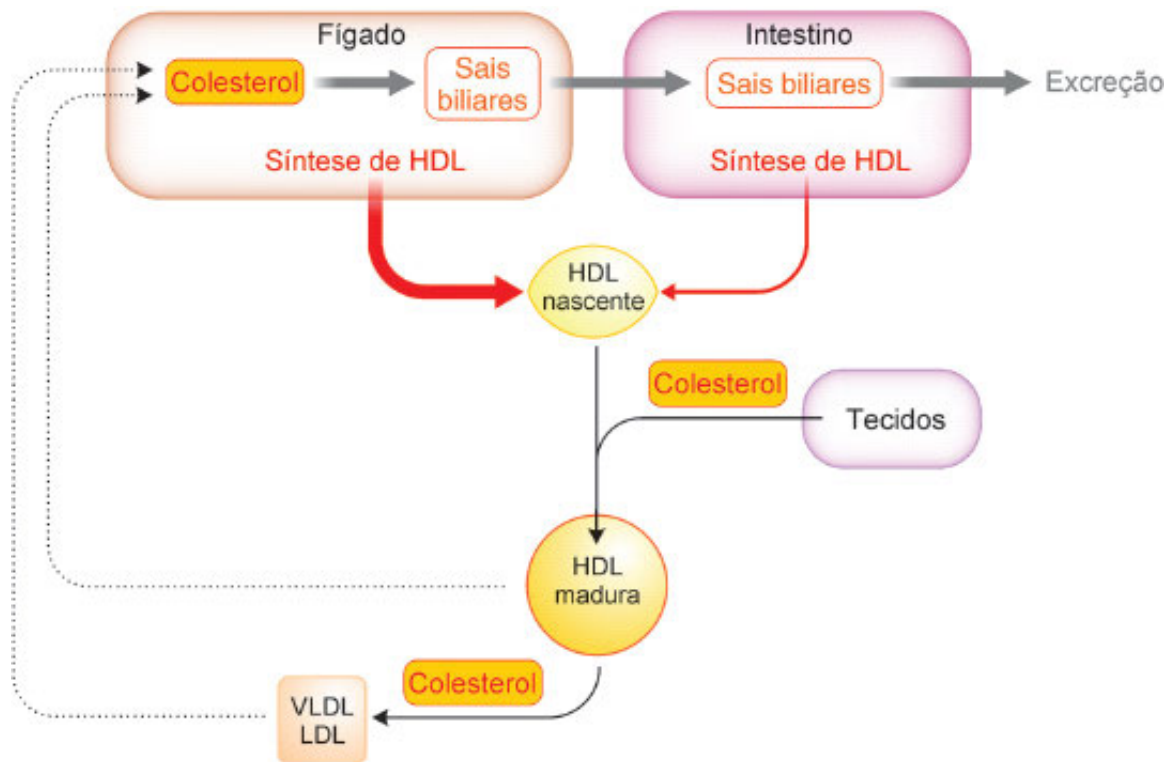 Fígado
Intestino
Colesterol
Sais
biliares
Sais biliares
Excreção
Síntese de HDL
Síntese de HDL
HDL
nascente
Colesterol
Tecidos
HDL
madura
Colesterol
VLDL
LDL